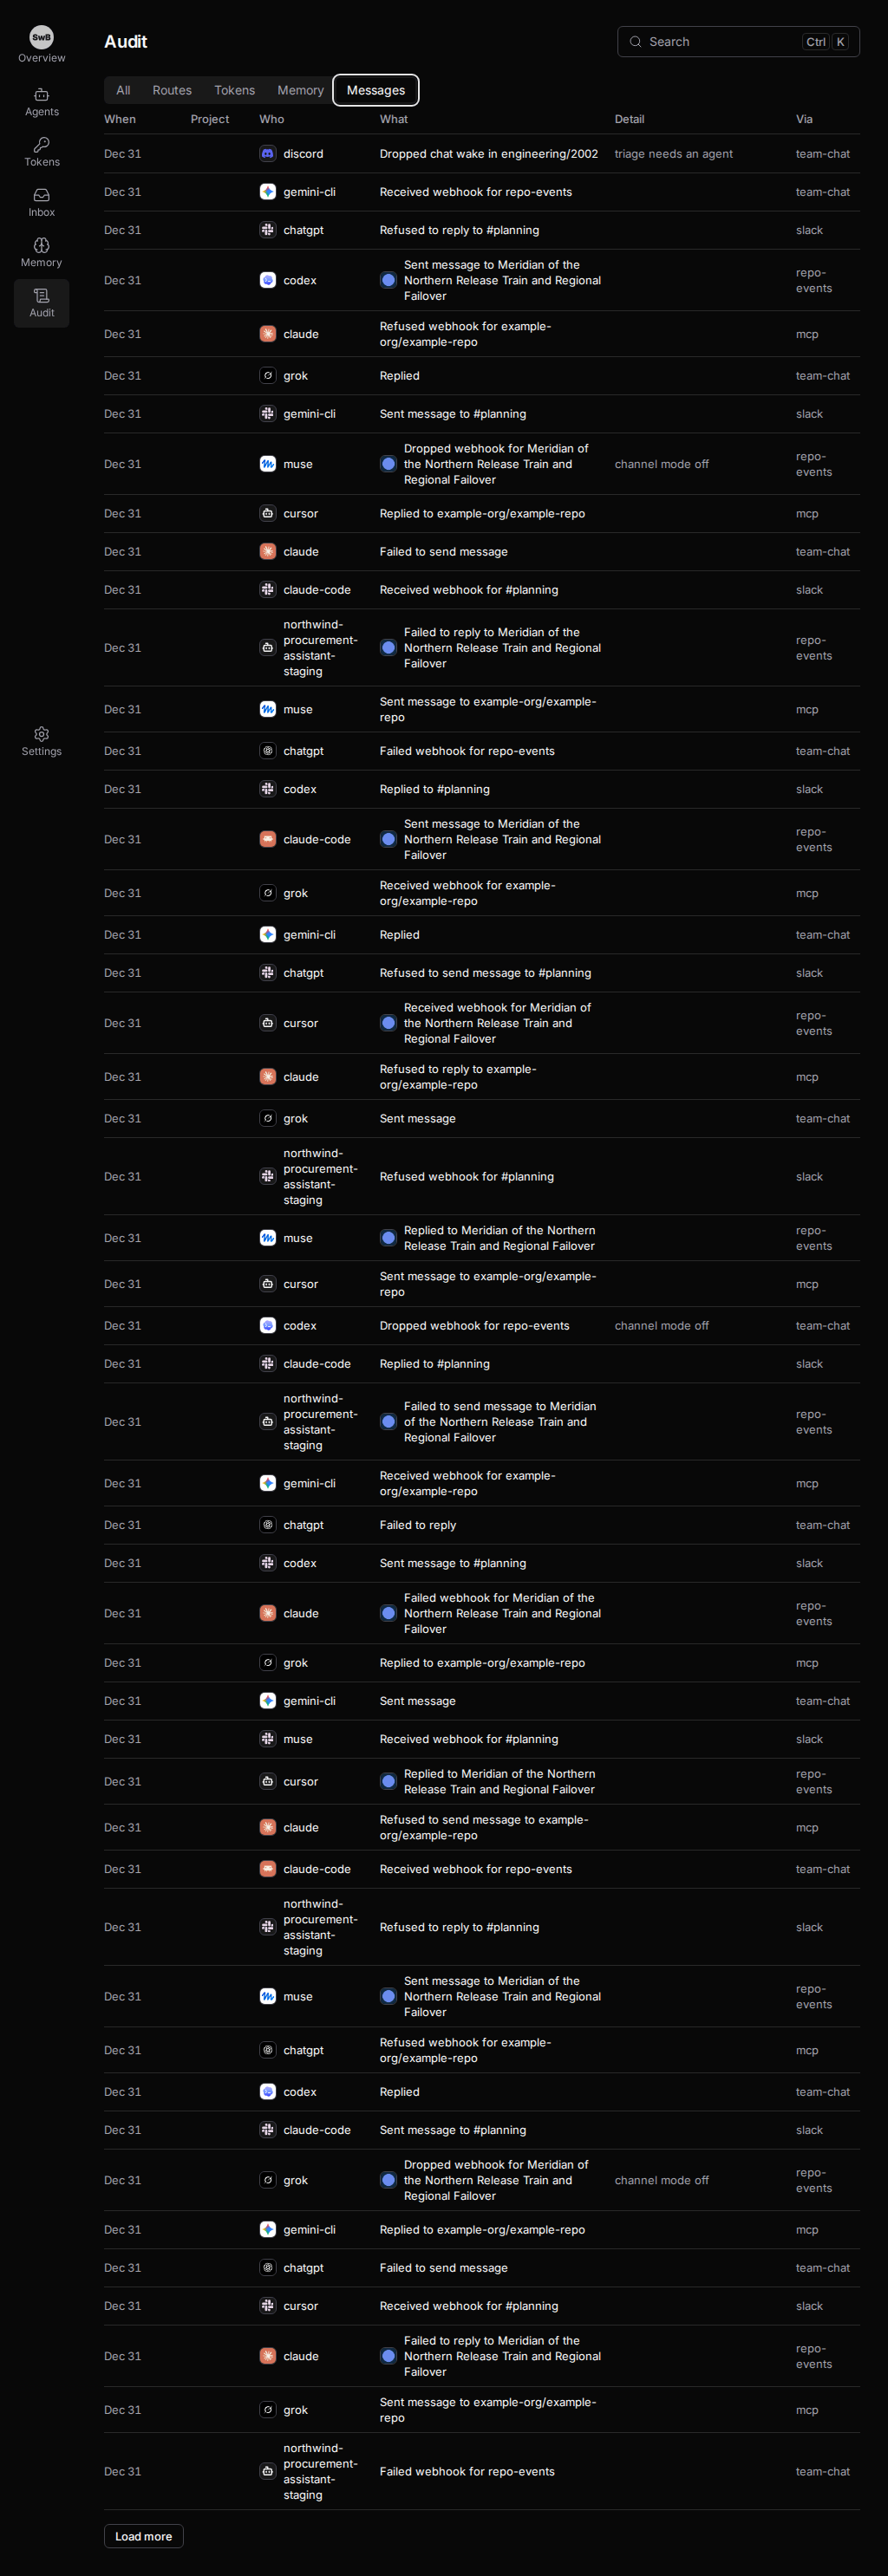 SwB
Overview
Agents
Tokens
Inbox
Memory
Audit
Settings
Audit
Search Ctrl K
All Routes Tokens Memory Messages
When Project Who What Detail Via
Dec 31 discord Dropped chat wake in engineering/2002 triage needs an agent team-chat
Dec 31 gemini-cli Received webhook for repo-events team-chat
Dec 31 chatgpt Refused to reply to #planning slack
Dec 31 codex Sent message to Meridian of the
Northern Release Train and Regional
Failover
repo-
events
Dec 31 claude Refused webhook for example-
org/example-repo
mcp
Dec 31 grok Replied team-chat
Dec 31 gemini-cli Sent message to #planning slack
Dec 31 muse Dropped webhook for Meridian of
the Northern Release Train and
Regional Failover
channel mode off
repo-
events
Dec 31 cursor Replied to example-org/example-repo mcp
Dec 31 claude Failed to send message team-chat
Dec 31 claude-code Received webhook for #planning slack
Dec 31
northwind-
procurement-
assistant-
staging
Failed to reply to Meridian of the
Northern Release Train and Regional
Failover
repo-
events
Dec 31 muse Sent message to example-org/example-
repo
mcp
Dec 31 chatgpt Failed webhook for repo-events team-chat
Dec 31 codex Replied to #planning slack
Dec 31 claude-code Sent message to Meridian of the
Northern Release Train and Regional
Failover
repo-
events
Dec 31 grok Received webhook for example-
org/example-repo
mcp
Dec 31 gemini-cli Replied team-chat
Dec 31 chatgpt Refused to send message to #planning slack
Dec 31 cursor Received webhook for Meridian of
the Northern Release Train and
Regional Failover
repo-
events
Dec 31 claude Refused to reply to example-
org/example-repo
mcp
Dec 31 grok Sent message team-chat
Dec 31
northwind-
procurement-
assistant-
staging
Refused webhook for #planning slack
Dec 31 muse Replied to Meridian of the Northern
Release Train and Regional Failover
repo-
events
Dec 31 cursor Sent message to example-org/example-
repo
mcp
Dec 31 codex Dropped webhook for repo-events channel mode off team-chat
Dec 31 claude-code Replied to #planning slack
Dec 31
northwind-
procurement-
assistant-
staging
Failed to send message to Meridian
of the Northern Release Train and
Regional Failover
repo-
events
Dec 31 gemini-cli Received webhook for example-
org/example-repo
mcp
Dec 31 chatgpt Failed to reply team-chat
Dec 31 codex Sent message to #planning slack
Dec 31 claude Failed webhook for Meridian of the
Northern Release Train and Regional
Failover
repo-
events
Dec 31 grok Replied to example-org/example-repo mcp
Dec 31 gemini-cli Sent message team-chat
Dec 31 muse Received webhook for #planning slack
Dec 31 cursor Replied to Meridian of the Northern
Release Train and Regional Failover
repo-
events
Dec 31 claude Refused to send message to example-
org/example-repo
mcp
Dec 31 claude-code Received webhook for repo-events team-chat
Dec 31
northwind-
procurement-
assistant-
staging
Refused to reply to #planning slack
Dec 31 muse Sent message to Meridian of the
Northern Release Train and Regional
Failover
repo-
events
Dec 31 chatgpt Refused webhook for example-
org/example-repo
mcp
Dec 31 codex Replied team-chat
Dec 31 claude-code Sent message to #planning slack
Dec 31 grok Dropped webhook for Meridian of
the Northern Release Train and
Regional Failover
channel mode off
repo-
events
Dec 31 gemini-cli Replied to example-org/example-repo mcp
Dec 31 chatgpt Failed to send message team-chat
Dec 31 cursor Received webhook for #planning slack
Dec 31 claude Failed to reply to Meridian of the
Northern Release Train and Regional
Failover
repo-
events
Dec 31 grok Sent message to example-org/example-
repo
mcp
Dec 31
northwind-
procurement-
assistant-
staging
Failed webhook for repo-events team-chat
Load more